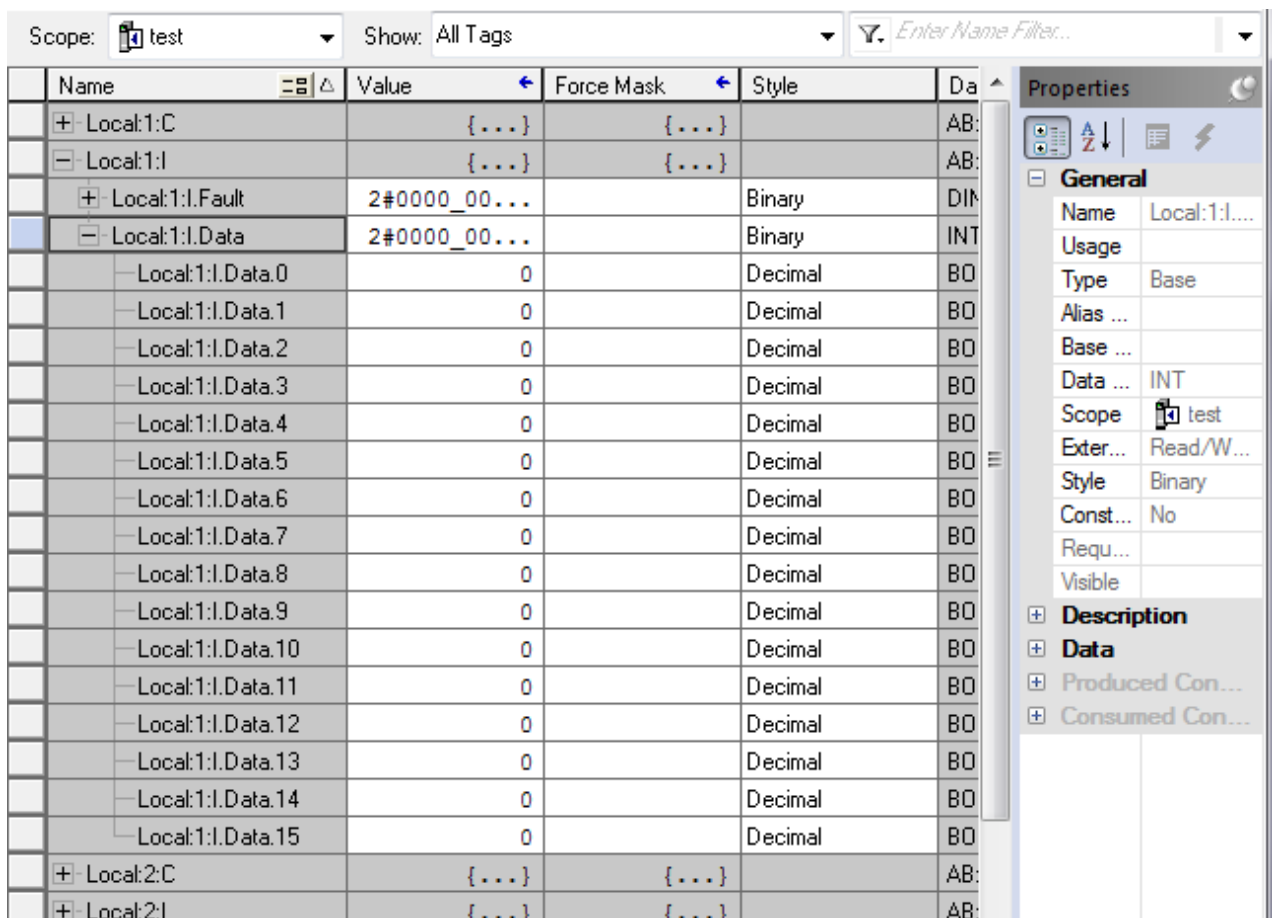 Scope: test Show: All Tags Enter Name Filter...
Name Value Force Mask Style Da
Local:1:C {...} {...} AB:
Local:1:I {...} {...} AB:
Local:1:I.Fault 2#0000_00... Binary DIN
Local:1:I.Data 2#0000_00... Binary INT
Local:1:I.Data.0 0 Decimal BO
Local:1:I.Data.1 0 Decimal BO
Local:1:I.Data.2 0 Decimal BO
Local:1:I.Data.3 0 Decimal BO
Local:1:I.Data.4 0 Decimal BO
Local:1:I.Data.5 0 Decimal BO
Local:1:I.Data.6 0 Decimal BO
Local:1:I.Data.7 0 Decimal BO
Local:1:I.Data.8 0 Decimal BO
Local:1:I.Data.9 0 Decimal BO
Local:1:I.Data.10 0 Decimal BO
Local:1:I.Data.11 0 Decimal BO
Local:1:I.Data.12 0 Decimal BO
Local:1:I.Data.13 0 Decimal BO
Local:1:I.Data.14 0 Decimal BO
Local:1:I.Data.15 0 Decimal BO
Local:2:C {...} {...} AB:
Local:2:I {...} {...} AB:
Properties
General
Name Local:1:I....
Usage
Type Base
Alias ...
Base ...
Data ... INT
Scope test
Exter... Read/W...
Style Binary
Const... No
Requ...
Visible
Description
Data
Produced Con...
Consumed Con...